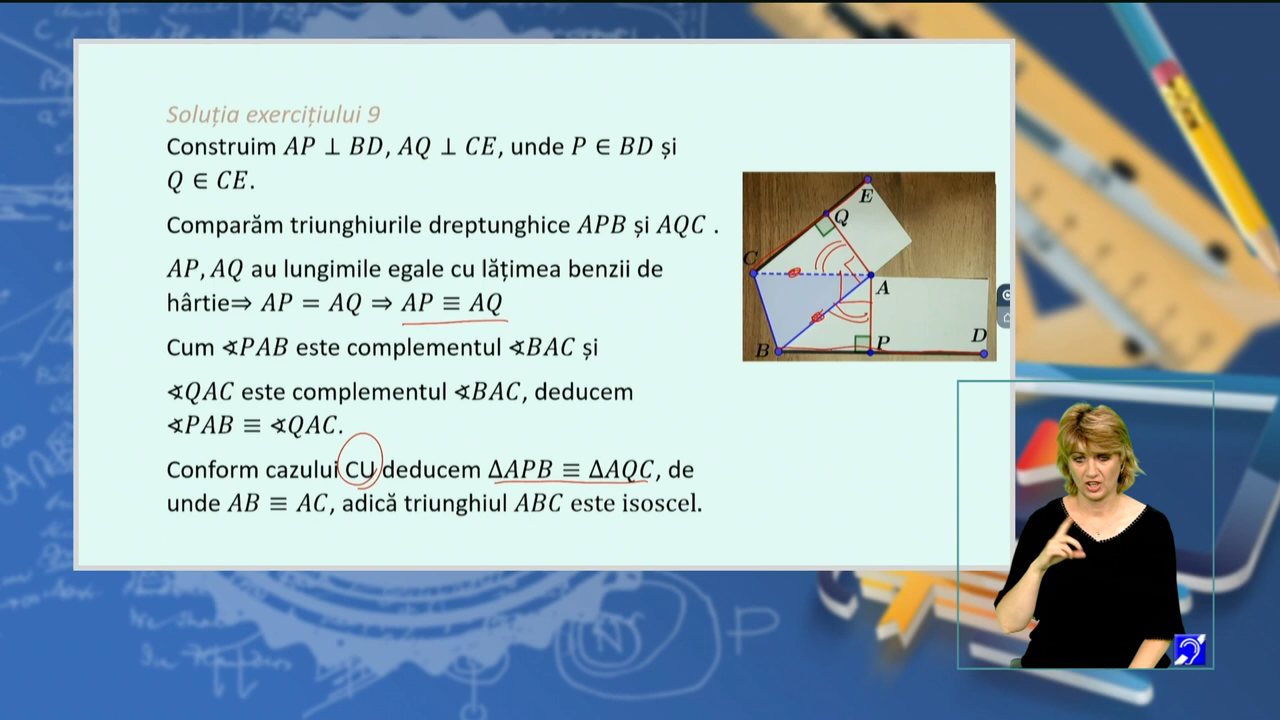 Soluția exercițiului 9
Construim AP ⊥ BD, AQ ⊥ CE, unde P ∈ BD și
Q ∈ CE.
Comparăm triunghiurile dreptunghice APB și AQC .
AP, AQ au lungimile egale cu lățimea benzii de
hârtie⇒ AP = AQ ⇒ AP ≡ AQ
Cum ∢PAB este complementul ∢BAC și
∢QAC este complementul ∢BAC, deducem
∢PAB ≡ ∢QAC.
Conform cazului CU deducem ΔAPB ≡ ΔAQC, de
unde AB ≡ AC, adică triunghiul ABC este isoscel.
E
Q
C
A
B
P
D
P